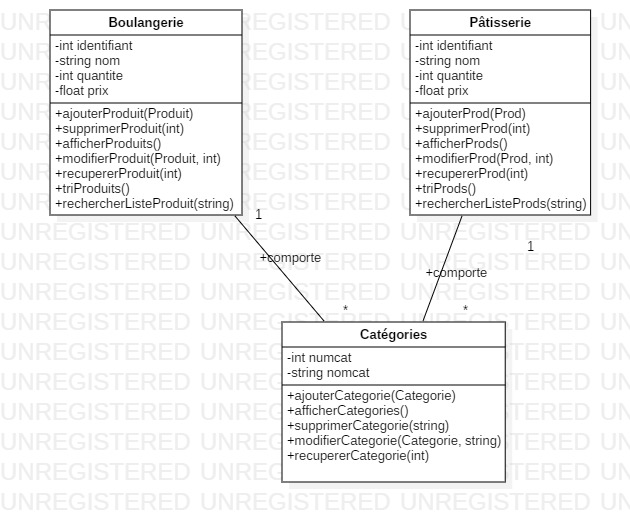 Boulangerie
-int identifiant
-string nom
-int quantite
-float prix
+ajouterProduit(Produit)
+supprimerProduit(int)
+afficherProduits()
+modifierProduit(Produit, int)
+recupererProduit(int)
+triProduits()
+rechercherListeProduit(string)
Pâtisserie
-int identifiant
-string nom
-int quantite
-float prix
+ajouterProd(Prod)
+supprimerProd(int)
+afficherProds()
+modifierProd(Prod, int)
+recupererProd(int)
+triProds()
+rechercherListeProds(string)
1
+comporte
*
1
+comporte
*
Catégories
-int numcat
-string nomcat
+ajouterCategorie(Categorie)
+afficherCategories()
+supprimerCategorie(string)
+modifierCategorie(Categorie, string)
+recupererCategorie(int)
UNREGISTERED